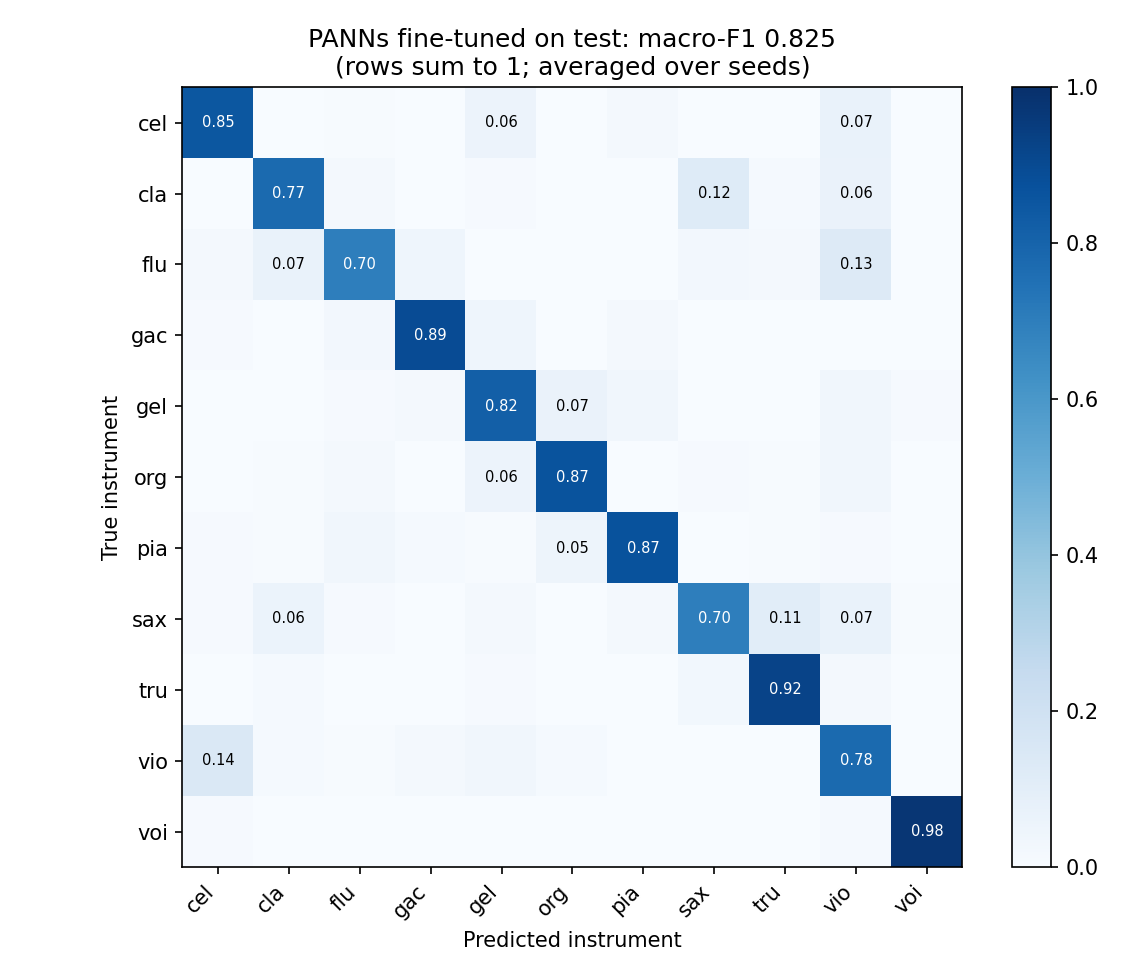 PANNs fine-tuned on test: macro-F1 0.825
(rows sum to 1; averaged over seeds)
cel 0.85 0.06 0.07
cla 0.77 0.12 0.06
flu 0.07 0.70 0.13
gac 0.89
gel 0.82 0.07
org 0.06 0.87
pia 0.05 0.87
sax 0.06 0.70 0.11 0.07
tru 0.92
vio 0.14 0.78
voi 0.98
True instrument
cel cla flu gac gel org pia sax tru vio voi
Predicted instrument
1.0
0.8
0.6
0.4
0.2
0.0